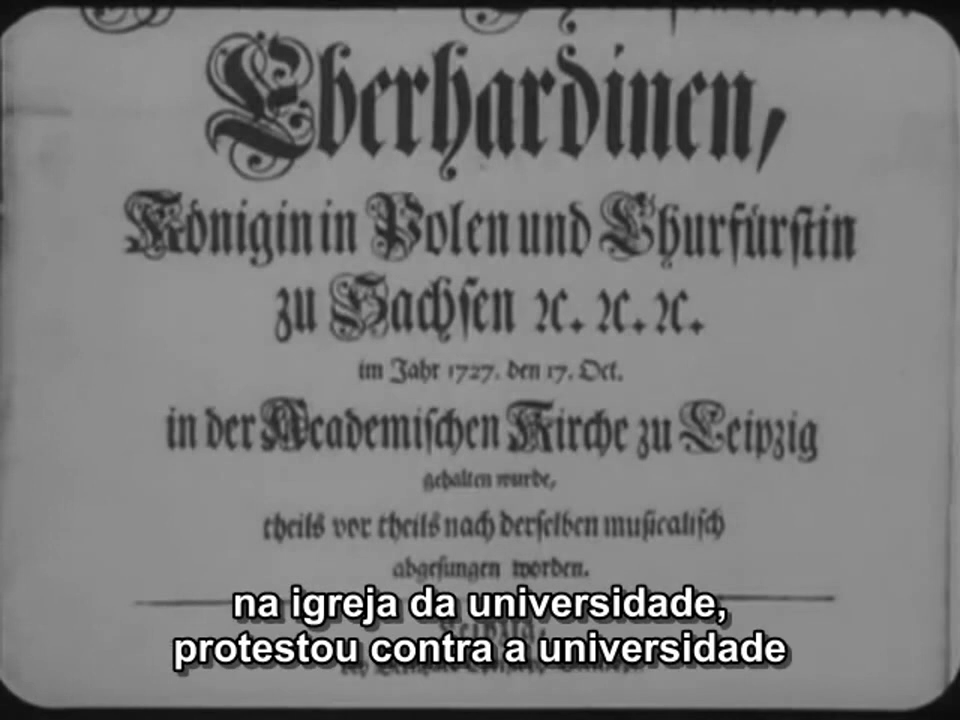 Eberhardinen,
Königin in Polen und Churfürstin
zu Sachsen ꝛc. ꝛc. ꝛc.
im Jahr 1727. den 17. Oct.
in der Academischen Kirche zu Leipzig
gehalten wurde,
theils vor theils nach derselben musicalisch
abgesungen worden.
na igreja da universidade,
protestou contra a universidade